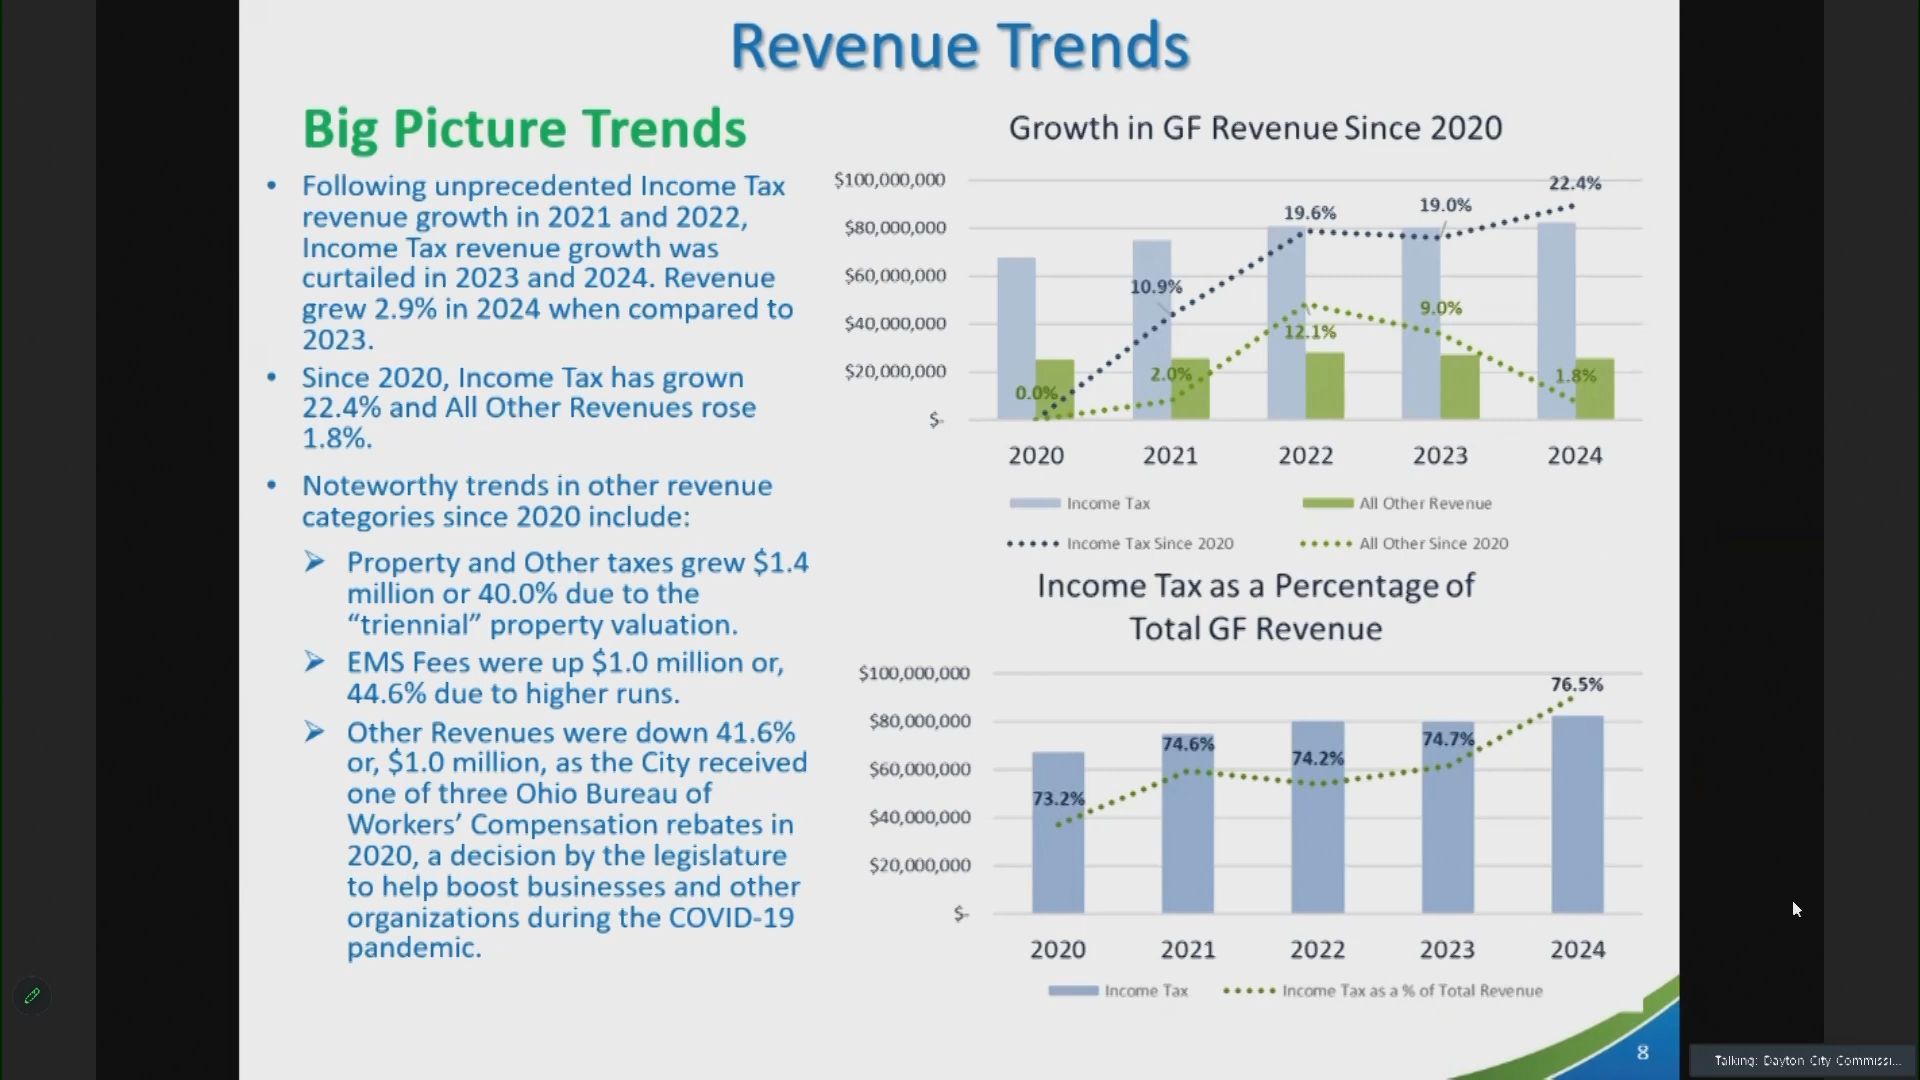 Revenue Trends
Big Picture Trends
• Following unprecedented Income Tax
revenue growth in 2021 and 2022,
Income Tax revenue growth was
curtailed in 2023 and 2024. Revenue
grew 2.9% in 2024 when compared to
2023.
• Since 2020, Income Tax has grown
22.4% and All Other Revenues rose
1.8%.
• Noteworthy trends in other revenue
categories since 2020 include:
➢ Property and Other taxes grew $1.4
million or 40.0% due to the
“triennial” property valuation.
➢ EMS Fees were up $1.0 million or,
44.6% due to higher runs.
➢ Other Revenues were down 41.6%
or, $1.0 million, as the City received
one of three Ohio Bureau of
Workers’ Compensation rebates in
2020, a decision by the legislature
to help boost businesses and other
organizations during the COVID-19
pandemic.
Growth in GF Revenue Since 2020
$100,000,000
$80,000,000
$60,000,000
$40,000,000
$20,000,000
$-
0.0%
10.9%
19.6%
19.0%
22.4%
2.0%
12.1%
9.0%
1.8%
2020 2021 2022 2023 2024
Income Tax All Other Revenue
Income Tax Since 2020 All Other Since 2020
Income Tax as a Percentage of
Total GF Revenue
$100,000,000
$80,000,000
$60,000,000
$40,000,000
$20,000,000
$-
73.2%
74.6%
74.2%
74.7%
76.5%
2020 2021 2022 2023 2024
Income Tax Income Tax as a % of Total Revenue
8
Talking: Dayton City Commissi...